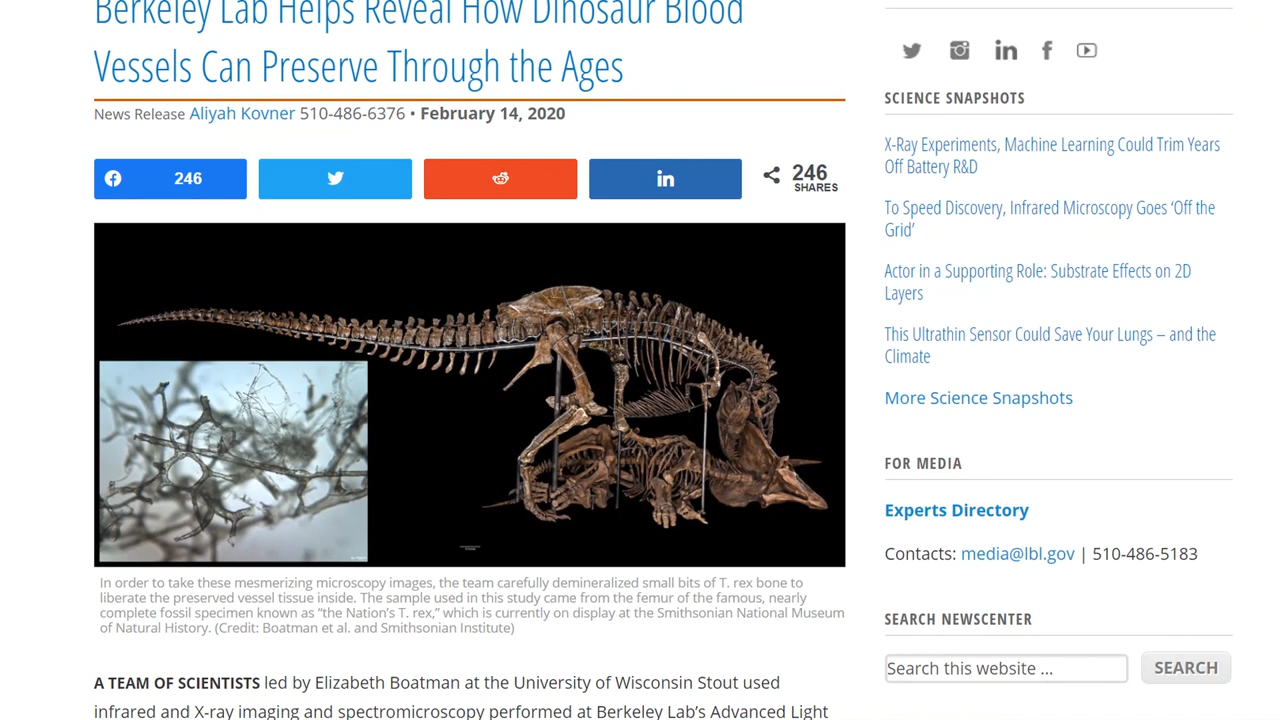 Berkeley Lab Helps Reveal How Dinosaur Blood
Vessels Can Preserve Through the Ages
News Release Aliyah Kovner 510-486-6376 • February 14, 2020
246
246
SHARES
In order to take these mesmerizing microscopy images, the team carefully demineralized small bits of T. rex bone to
liberate the preserved vessel tissue inside. The sample used in this study came from the femur of the famous, nearly
complete fossil specimen known as “the Nation’s T. rex,” which is currently on display at the Smithsonian National Museum
of Natural History. (Credit: Boatman et al. and Smithsonian Institute)
A TEAM OF SCIENTISTS led by Elizabeth Boatman at the University of Wisconsin Stout used
infrared and X-ray imaging and spectromicroscopy performed at Berkeley Lab’s Advanced Light
SCIENCE SNAPSHOTS
X-Ray Experiments, Machine Learning Could Trim Years
Off Battery R&D
To Speed Discovery, Infrared Microscopy Goes ‘Off the
Grid’
Actor in a Supporting Role: Substrate Effects on 2D
Layers
This Ultrathin Sensor Could Save Your Lungs – and the
Climate
More Science Snapshots
FOR MEDIA
Experts Directory
Contacts: media@lbl.gov | 510-486-5183
SEARCH NEWSCENTER
Search this website ...
SEARCH